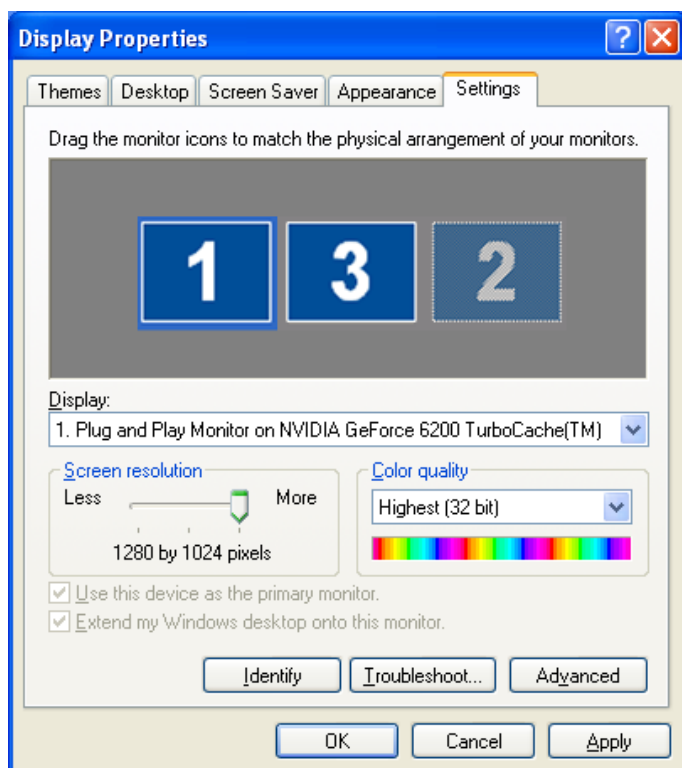 Display Properties
Themes Desktop Screen Saver Appearance Settings
Drag the monitor icons to match the physical arrangement of your monitors.
1 3 2
Display:
1. Plug and Play Monitor on NVIDIA GeForce 6200 TurboCache(TM)
Screen resolution
Less More
1280 by 1024 pixels
Color quality
Highest (32 bit)
Use this device as the primary monitor.
Extend my Windows desktop onto this monitor.
Identify Troubleshoot... Advanced
OK Cancel Apply